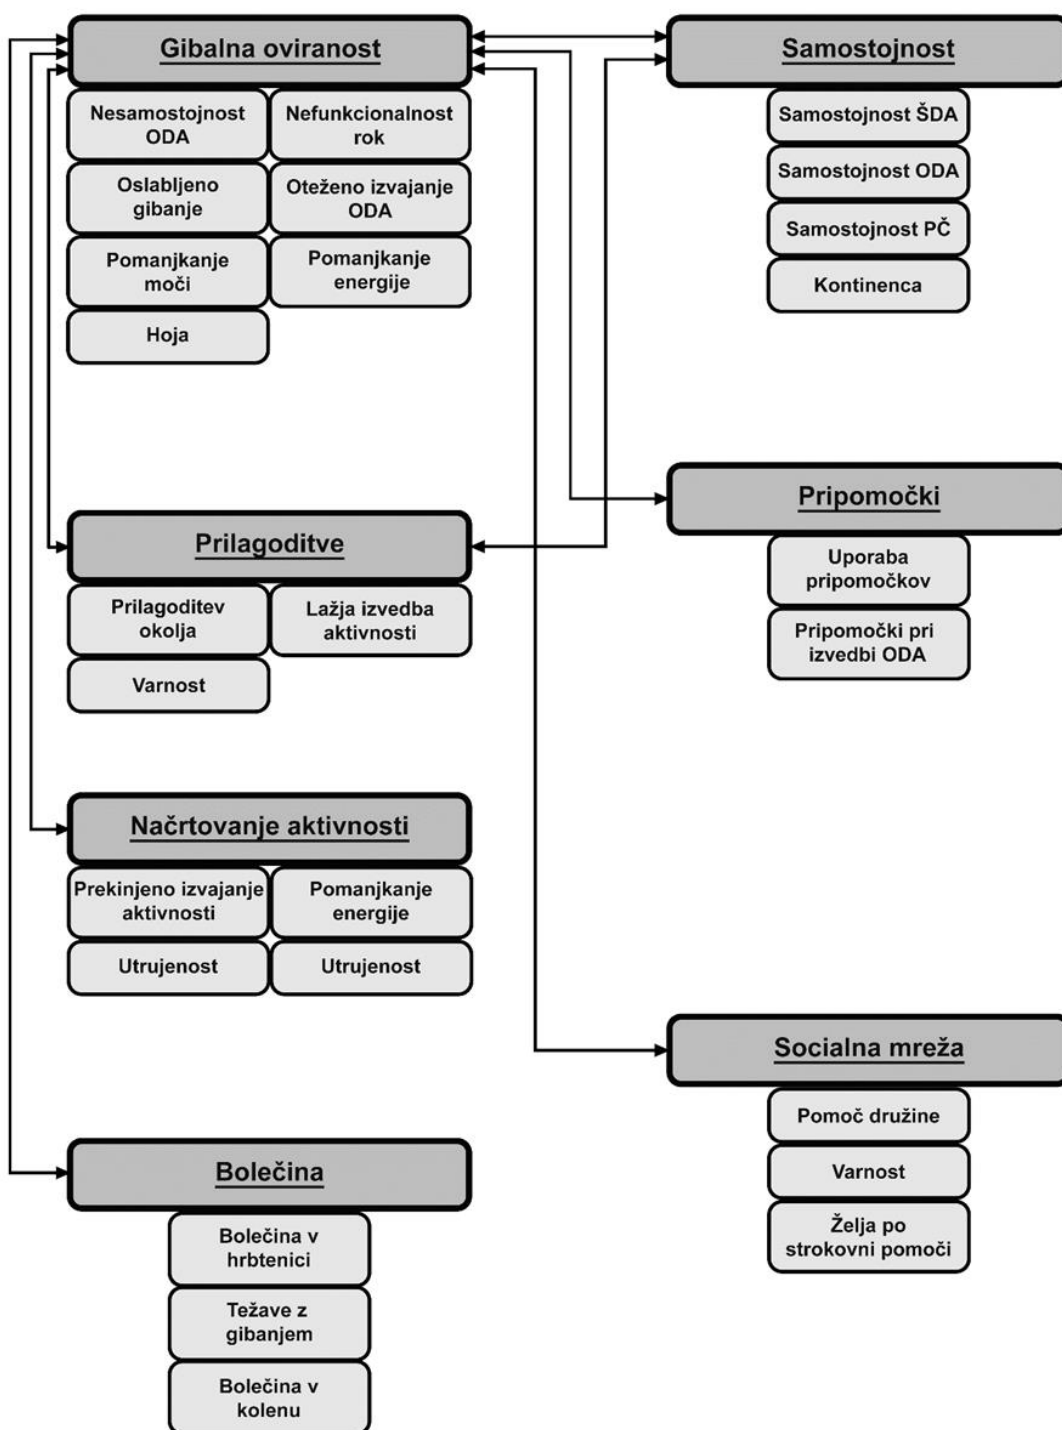 Gibalna oviranost
Nesamostojnost
ODA
Nefunkcionalnost
rok
Oslabljeno
gibanje
Oteženo izvajanje
ODA
Pomanjkanje
moči
Pomanjkanje
energije
Hoja
Samostojnost
Samostojnost ŠDA
Samostojnost ODA
Samostojnost PČ
Kontinenca
Prilagoditve
Prilagoditev
okolja
Lažja izvedba
aktivnosti
Varnost
Pripomočki
Uporaba
pripomočkov
Pripomočki pri
izvedbi ODA
Načrtovanje aktivnosti
Prekinjeno izvajanje
aktivnosti
Pomanjkanje
energije
Utrujenost
Utrujenost
Socialna mreža
Pomoč družine
Varnost
Želja po
strokovni pomoči
Bolečina
Bolečina v
hrbtenici
Težave z
gibanjem
Bolečina v
kolenu